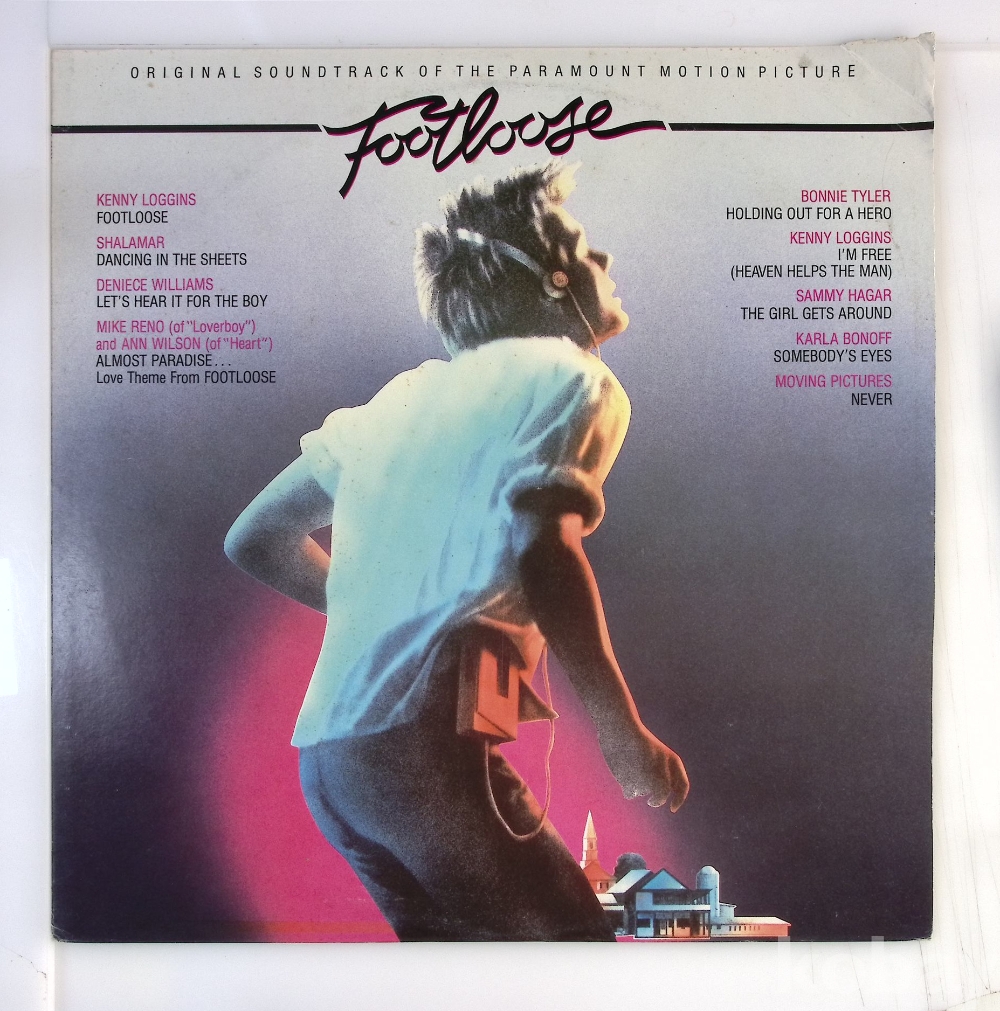 ORIGINAL SOUNDTRACK OF THE PARAMOUNT MOTION PICTURE
Footloose
KENNY LOGGINS
FOOTLOOSE
SHALAMAR
DANCING IN THE SHEETS
DENIECE WILLIAMS
LET'S HEAR IT FOR THE BOY
MIKE RENO (of "Loverboy")
and ANN WILSON (of "Heart")
ALMOST PARADISE...
Love Theme From FOOTLOOSE
BONNIE TYLER
HOLDING OUT FOR A HERO
KENNY LOGGINS
I'M FREE
(HEAVEN HELPS THE MAN)
SAMMY HAGAR
THE GIRL GETS AROUND
KARLA BONOFF
SOMEBODY'S EYES
MOVING PICTURES
NEVER